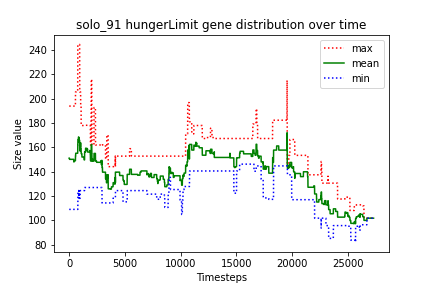 solo_91 hungerLimit gene distribution over time
max
mean
min
Size value
240
220
200
180
160
140
120
100
80
0
5000
10000
15000
20000
25000
Timesteps